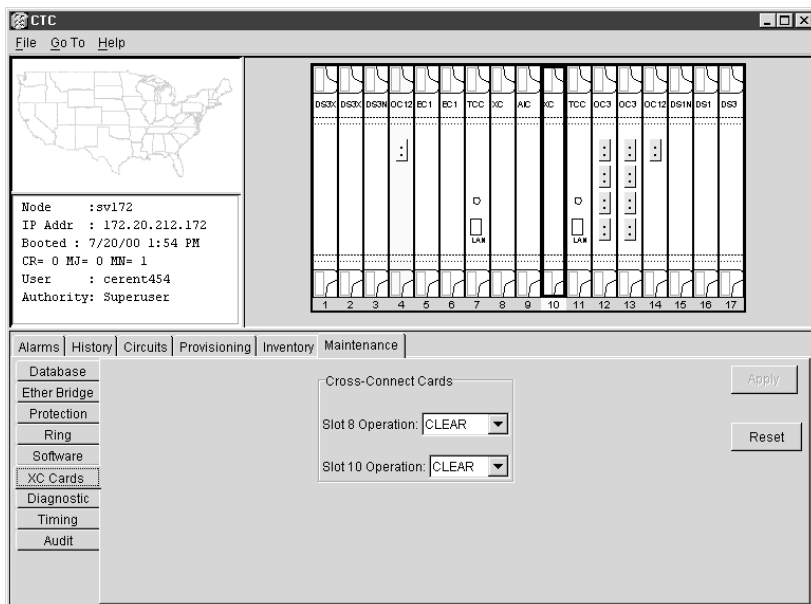 CTC
File Go To Help
DS3X DS3X DS3N OC12 EC1 EC1 TCC XC AIC XC TCC OC3 OC3 OC12 DS1N DS1 DS3
LAN LAN
1 2 3 4 5 6 7 8 9 10 11 12 13 14 15 16 17
Node :sv172
IP Addr : 172.20.212.172
Booted : 7/20/00 1:54 PM
CR= 0 MJ= 0 MN= 1
User : cerent454
Authority: Superuser
Alarms History Circuits Provisioning Inventory Maintenance
Database
Ether Bridge
Protection
Ring
Software
XC Cards
Diagnostic
Timing
Audit
Cross-Connect Cards
Slot 8 Operation: CLEAR
Slot 10 Operation: CLEAR
Apply
Reset